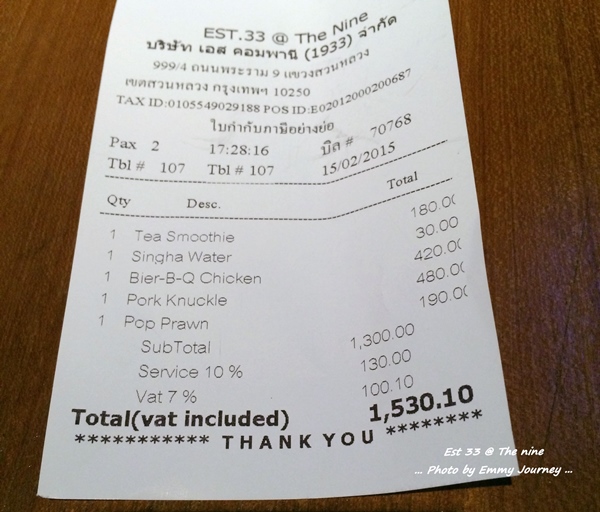 EST.33 @ The Nine
บริษัท เอส คอมพานี (1933) จำกัด
999/4 ถนนพระราม 9 แขวงสวนหลวง
เขตสวนหลวง กรุงเทพฯ 10250
TAX ID:0105549029188 POS ID:E02012000200687
ใบกำกับภาษีอย่างย่อ
Pax 2 17:28:16 บิล # 70768
Tbl # 107 Tbl # 107 15/02/2015
Qty Desc. Total
1 Tea Smoothie 180.00
1 Singha Water 30.00
1 Bier-B-Q Chicken 420.00
1 Pork Knuckle 480.00
1 Pop Prawn 190.00
SubTotal 1,300.00
Service 10 % 130.00
Vat 7 % 100.10
Total(vat included) 1,530.10
*********** T H A N K Y O U ********
Est 33 @ The nine
... Photo by Emmy Journey ...